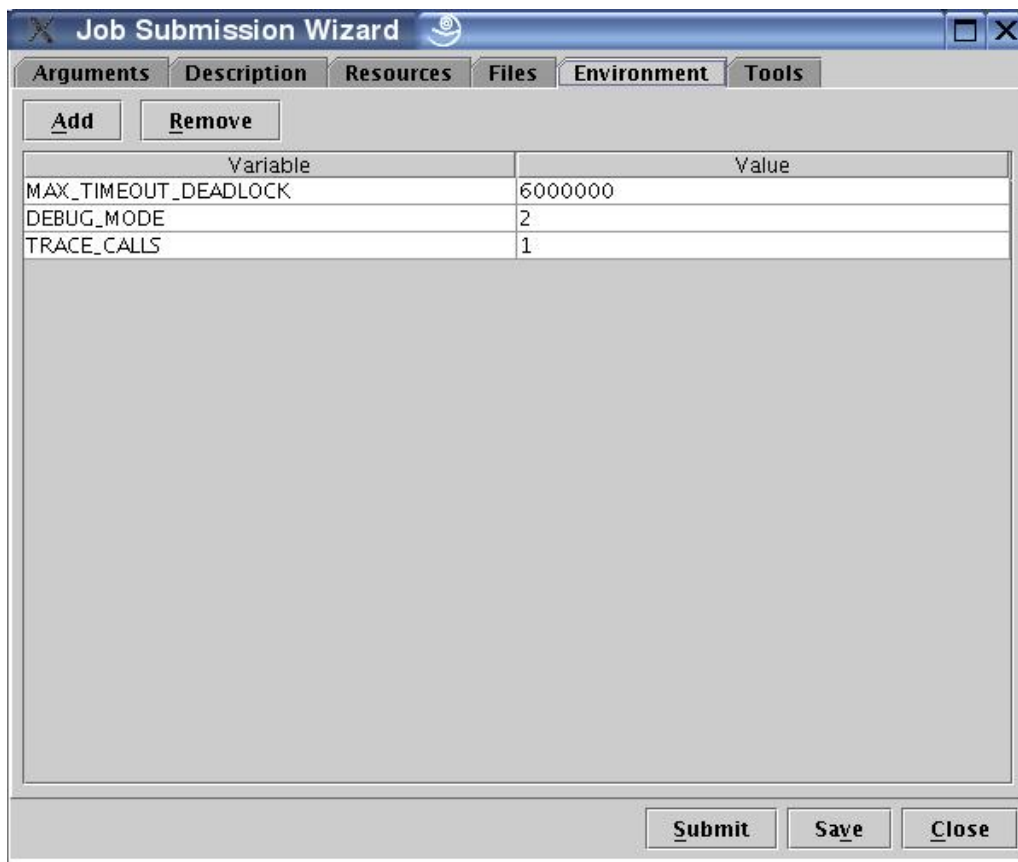 Job Submission Wizard
Arguments Description Resources Files Environment Tools
Add Remove
Variable Value
MAX_TIMEOUT_DEADLOCK 6000000
DEBUG_MODE 2
TRACE_CALLS 1
Submit Save Close